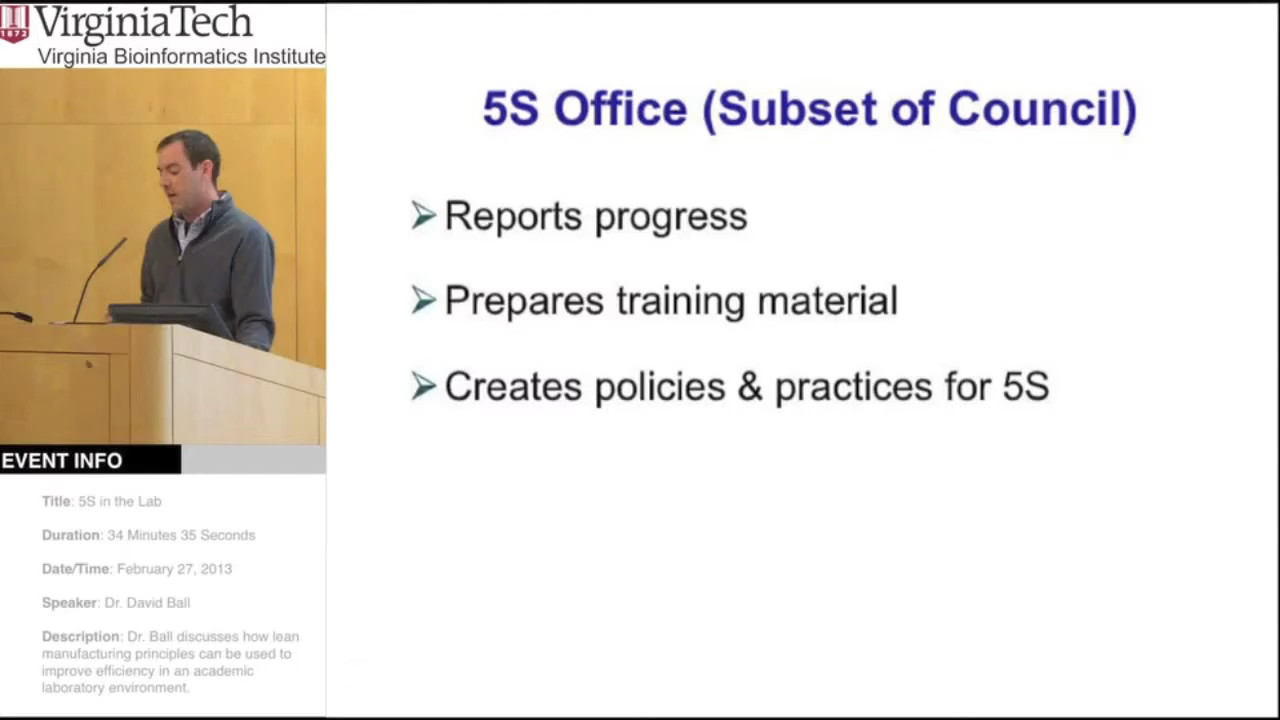 VirginiaTech
1872
Virginia Bioinformatics Institute
5S Office (Subset of Council)
Reports progress
Prepares training material
Creates policies & practices for 5S
EVENT INFO
Title: 5S in the Lab
Duration: 34 Minutes 35 Seconds
Date/Time: February 27, 2013
Speaker: Dr. David Ball
Description: Dr. Ball discusses how lean
manufacturing principles can be used to
improve efficiency in an academic
laboratory environment.